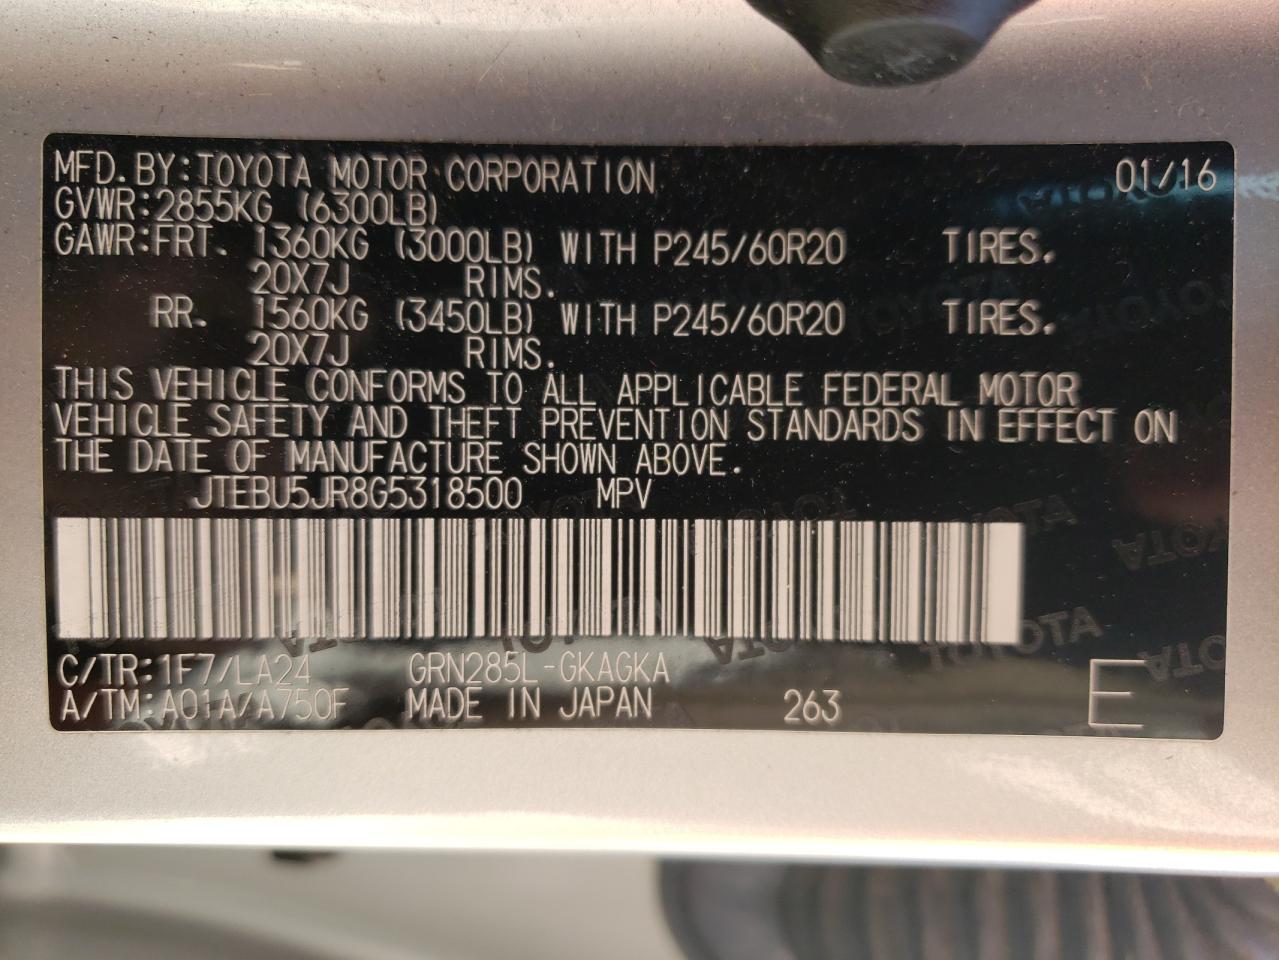 MFD. BY: TOYOTA MOTOR CORPORATION 01/16
GVWR: 2855KG (6300LB)
GAWR: FRT. 1360KG (3000LB) WITH P245/60R20 TIRES.
20X7J RIMS.
RR. 1560KG (3450LB) WITH P245/60R20 TIRES.
20X7J RIMS.
THIS VEHICLE CONFORMS TO ALL APPLICABLE FEDERAL MOTOR
VEHICLE SAFETY AND THEFT PREVENTION STANDARDS IN EFFECT ON
THE DATE OF MANUFACTURE SHOWN ABOVE.
JTEBU5JR8G5318500 MPV
C/TR: 1F7/LA24 GRN285L-GKAGKA
A/TM: A01A/A750F MADE IN JAPAN 263 E